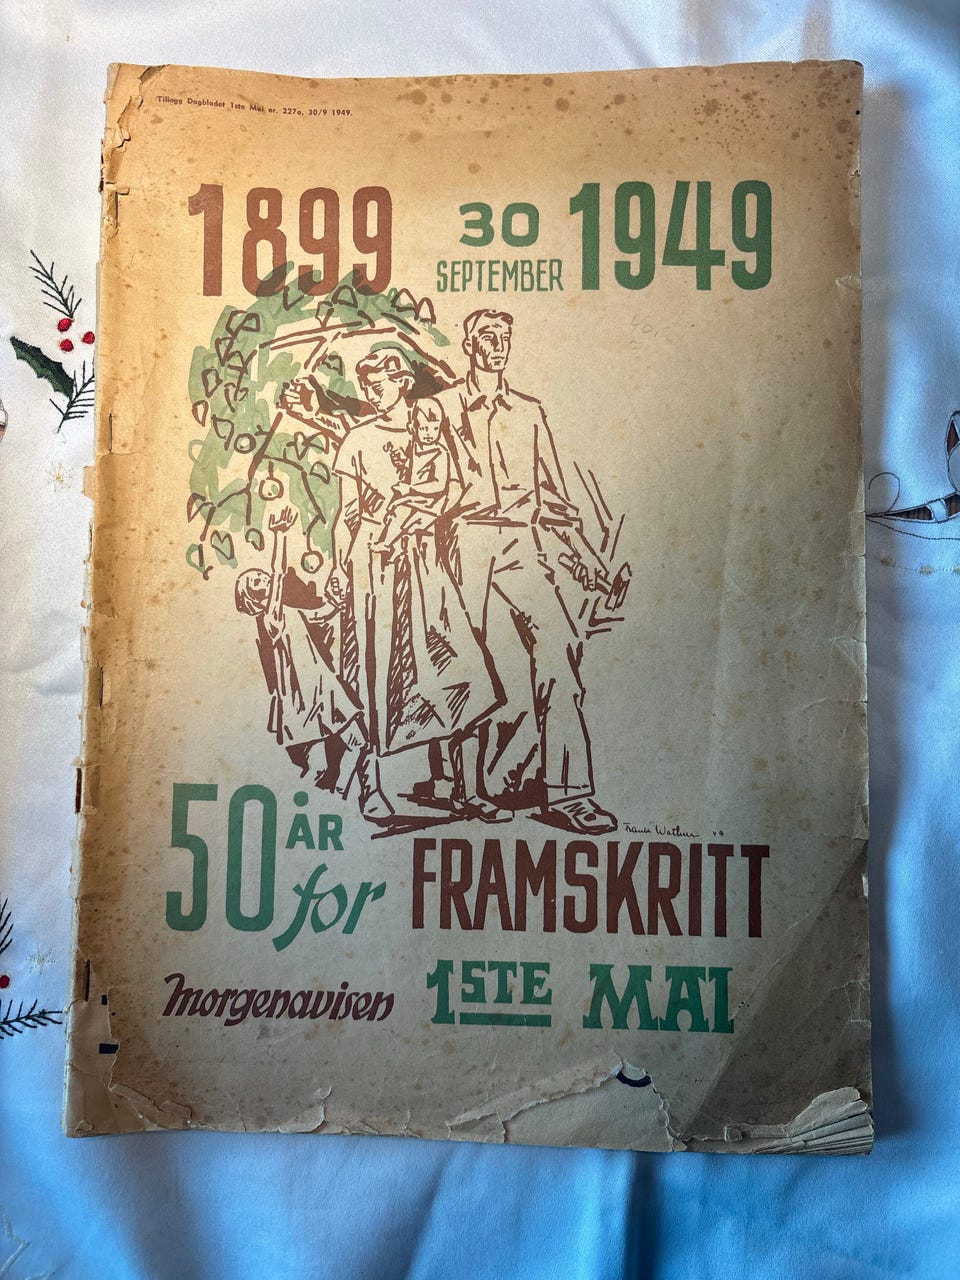 Tillegg Dagbladet 1ste Mai nr. 227a, 30/9 1949.
1899 30 SEPTEMBER 1949
50 ÅR for FRAMSKRITT
Morgenavisen 1STE MAI